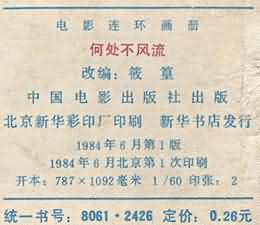 电影连环画册
何处不风流
改编：筱篁
中国电影出版社出版
北京新华彩印厂印刷 新华书店发行
1984年6月第1版
1984年6月北京第1次印刷
开本：787×1092毫米 1/60 印张：2
统一书号：8061·2426 定价：0.26元